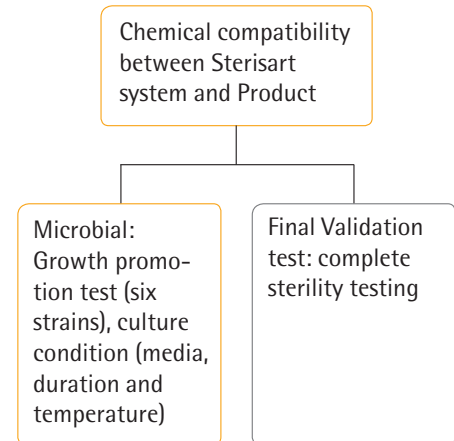 Chemical compatibility
between Sterisart
system and Product
Microbial:
Growth promo-
tion test (six
strains), culture
condition (media,
duration and
temperature)
Final Validation
test: complete
sterility testing